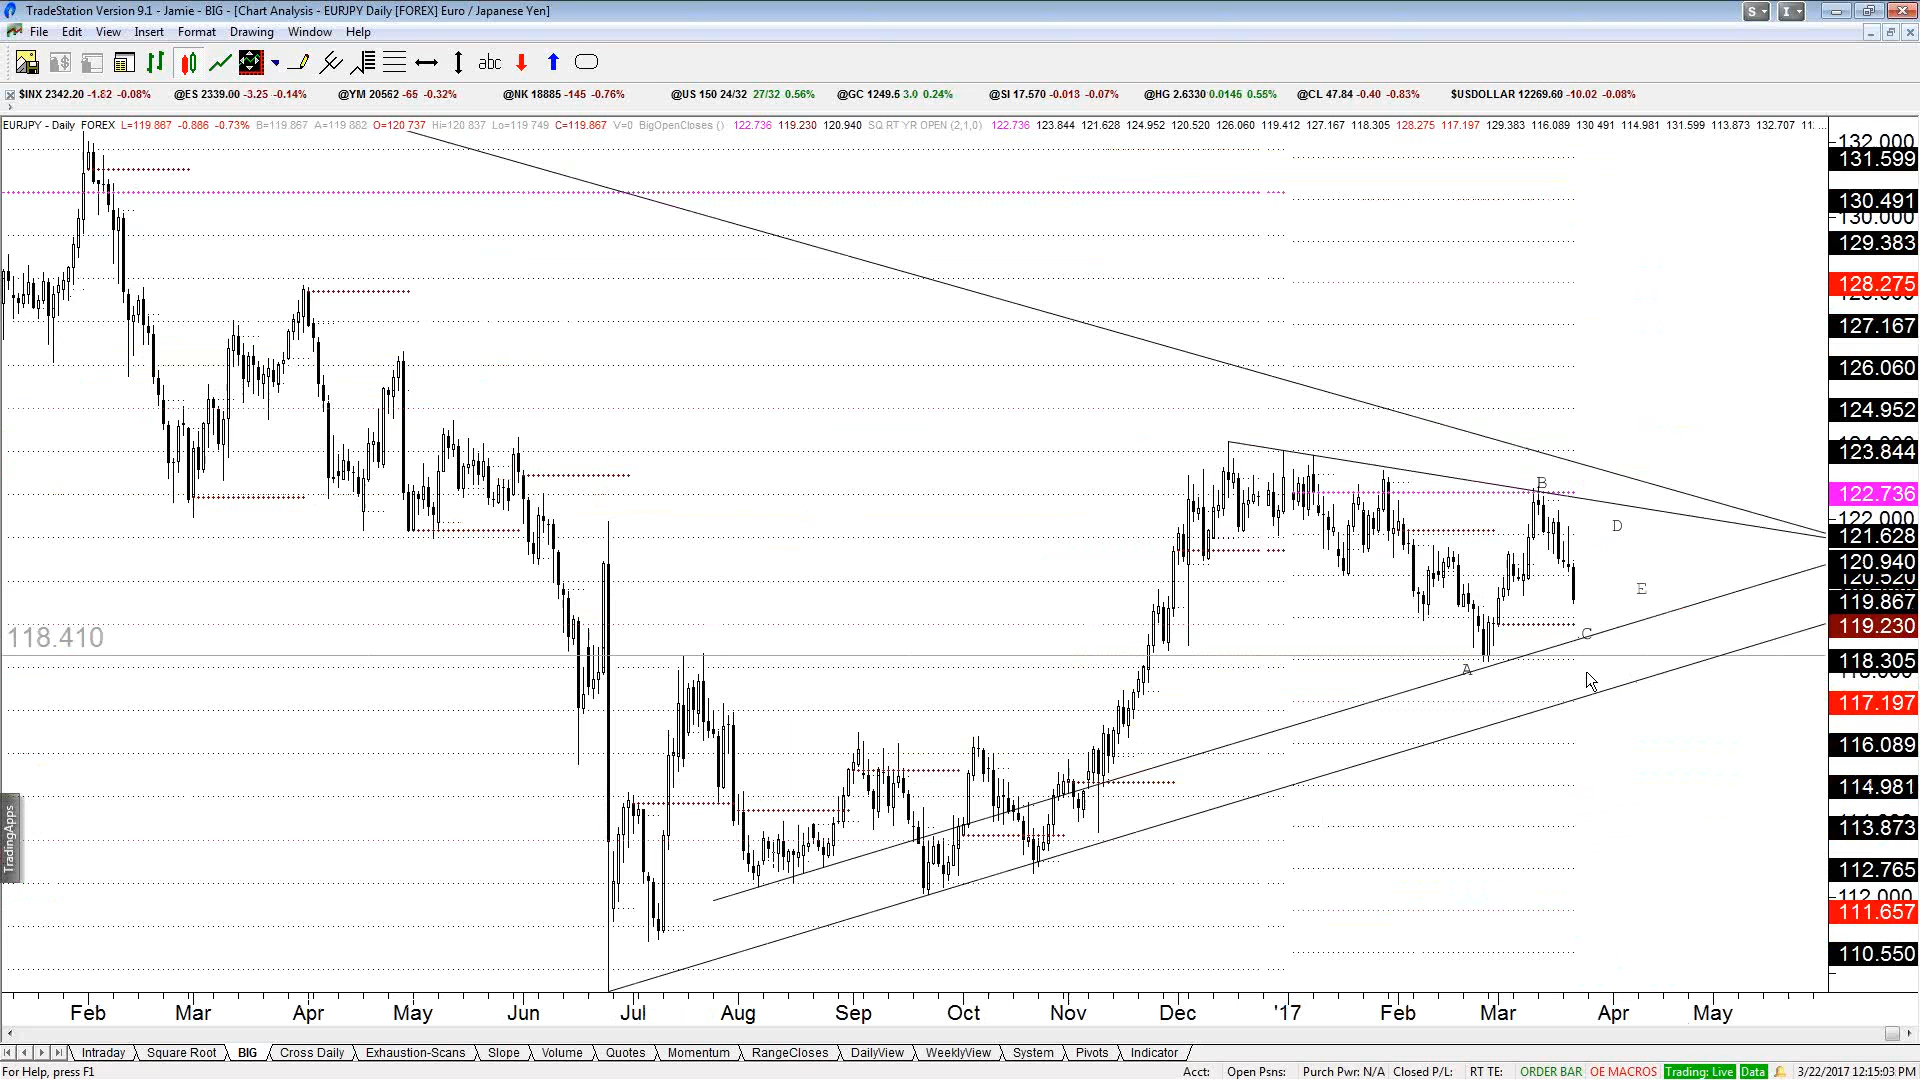 TradeStation Version 9.1 - Jamie - BIG - [Chart Analysis - EURJPY Daily [FOREX] Euro / Japanese Yen]
S I
File Edit View Insert Format Drawing Window Help
abc
$INX 2342.20 -1.82 -0.08% @ES 2339.00 -3.25 -0.14% @YM 20562 -65 -0.32% @NK 18885 -145 -0.76% @US 150 24/32 27/32 0.56% @GC 1249.5 3.0 0.24% @SI 17.570 -0.018 -0.07% @HG 2.6330 0.0145 0.55% @CL 47.84 -0.40 -0.83% $USDOLLAR 12269.60 -10.02 -0.08%
EURJPY - Daily FOREX L=119.867 -0.886 -0.73% B=119.867 A=119.882 O=120.737 Hi=120.837 Lo=119.749 C=119.867 V=0 BigOpenCloses () 122.736 119.230 120.940 SQ RT YR OPEN (2,1,0) 122.736 123.844 121.628 124.952 120.520 126.060 119.412 127.167 118.305 128.275 117.197 129.383 116.089 130.491 114.981 131.599 113.873 132.707 11. ...
132.000
131.599
130.491
130.000
129.383
128.275
127.167
126.060
124.952
123.844
B
122.736
D
122.000
121.628
120.940
120.520
E
119.867
119.230
C
118.410
118.305
A
117.197
116.089
114.981
TradingApps
113.873
112.765
112.000
111.657
110.550
Feb Mar Apr May Jun Jul Aug Sep Oct Nov Dec '17 Feb Mar Apr May
Intraday Square Root BIG Cross Daily Exhaustion-Scans Slope Volume Quotes Momentum RangeCloses DailyView WeeklyView System Pivots Indicator
For Help, press F1 Acct: Open Psns: Purch Pwr: N/A Closed P/L: RT TE: ORDER BAR OE MACROS Trading: Live Data 3/22/2017 12:15:03 PM